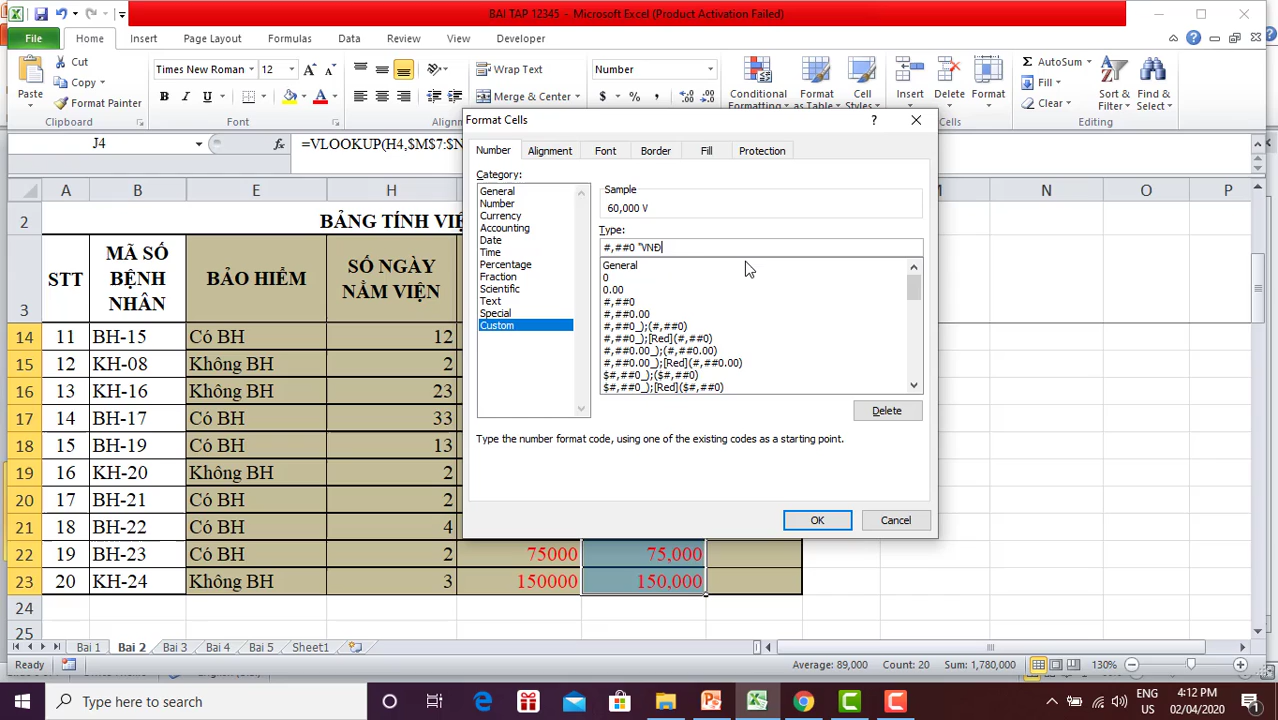 BAI TAP 12345 - Microsoft Excel (Product Activation Failed)
File Home Insert Page Layout Formulas Data Review View Developer
Cut
Copy
Format Painter
Paste
Clipboard
Times New Roman 12
B I U A
Font
Wrap Text
Merge & Center
Alignm
Number
$ % ,
Conditional Formatting
Format as Table
Cell
Insert Delete Format
AutoSum
Fill
Clear
Sort & Filter
Find & Select
Editing
J4 fx =VLOOKUP(H4,$M$7:$N
A B E H N O P
2 BẢNG TÍNH VIỆ
3 STT MÃ SỐ BỆNH NHÂN BẢO HIỂM SỐ NGÀY NẰM VIỆN
14 11 BH-15 Có BH 12
15 12 KH-08 Không BH 2
16 13 KH-16 Không BH 23
17 14 BH-17 Có BH 33
18 15 BH-19 Có BH 13
19 16 KH-20 Không BH 2
20 17 BH-21 Có BH 2
21 18 BH-22 Có BH 4
22 19 BH-23 Có BH 2 75000 75,000
23 20 KH-24 Không BH 3 150000 150,000
24
25
Format Cells
Number Alignment Font Border Fill Protection
Category:
General
Number
Currency
Accounting
Date
Time
Percentage
Fraction
Scientific
Text
Special
Custom
Sample
60,000 V
Type:
#,##0 "VNĐ
General
0
0.00
#,##0
#,##0.00
#,##0_);(#,##0)
#,##0_);[Red](#,##0)
#,##0.00_);(#,##0.00)
#,##0.00_);[Red](#,##0.00)
$#,##0_);($#,##0)
$#,##0_);[Red]($#,##0)
Delete
Type the number format code, using one of the existing codes as a starting point.
OK Cancel
Bai 1 Bai 2 Bai 3 Bai 4 Bai 5 Sheet1
Ready Average: 89,000 Count: 20 Sum: 1,780,000 130%
Type here to search
ENG
US
4:12 PM
02/04/2020